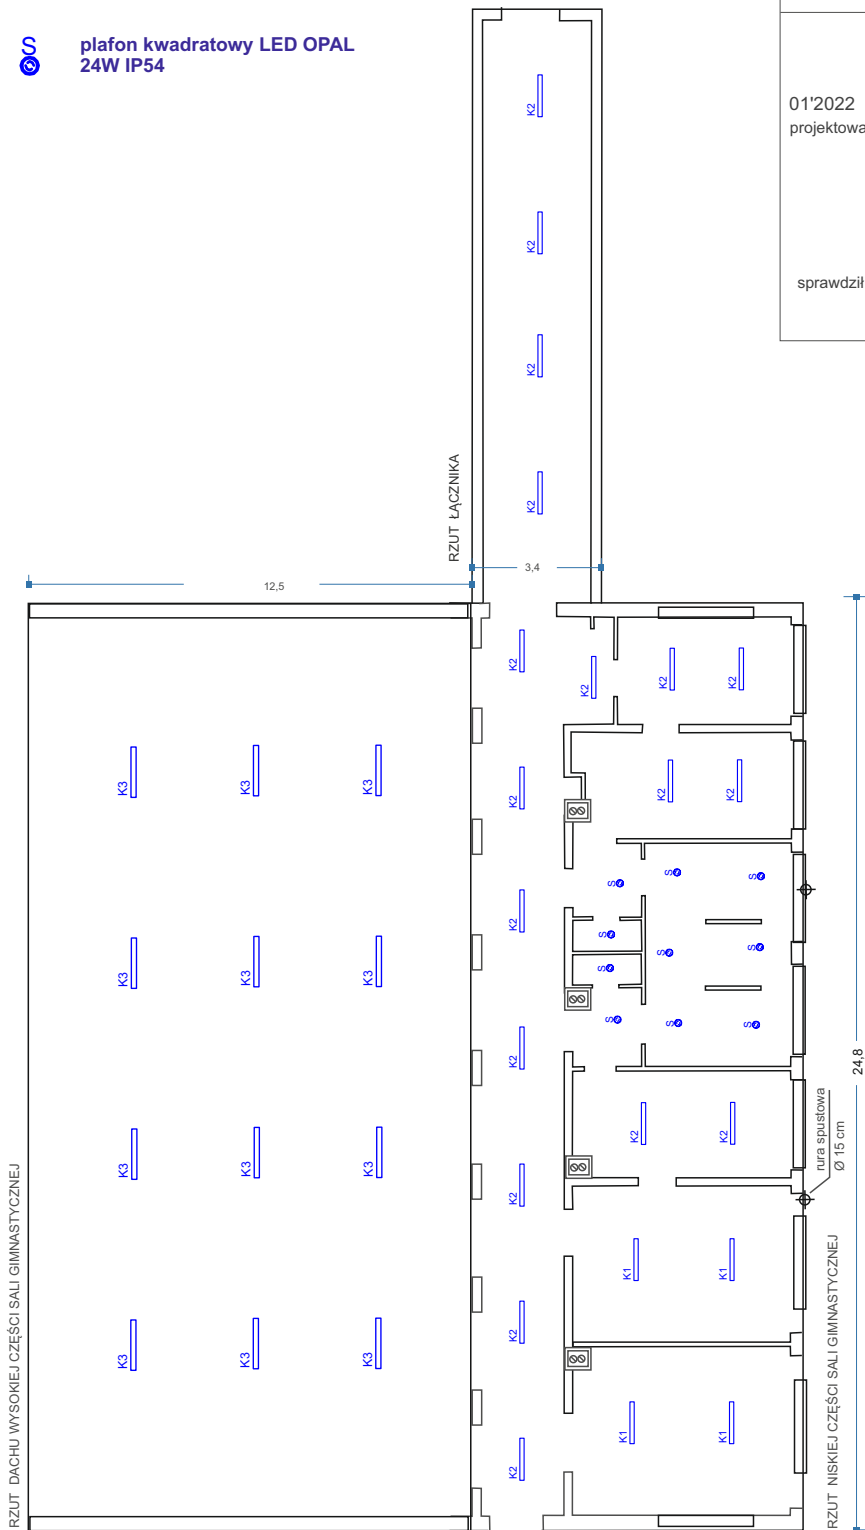 S
plafon kwadratowy LED OPAL
24W IP54
01'2022
projektowa
sprawdził
K2
K2
K2
K2
RZUT ŁĄCZNIKA
12,5
3,4
K2
K2
K2
K2
K3
K3
K3
K2
K2
K2
S
S
S
K2
S
S
S
K3
K3
K3
S
S
S
S
K2
24,8
K2
K2
rura spustowa
Ø 15 cm
K3
K3
K3
K2
K1
K1
K3
K3
K3
K2
K1
K1
K2
RZUT DACHU WYSOKIEJ CZĘŚCI SALI GIMNASTYCZNEJ
RZUT NISKIEJ CZĘŚCI SALI GIMNASTYCZNEJ